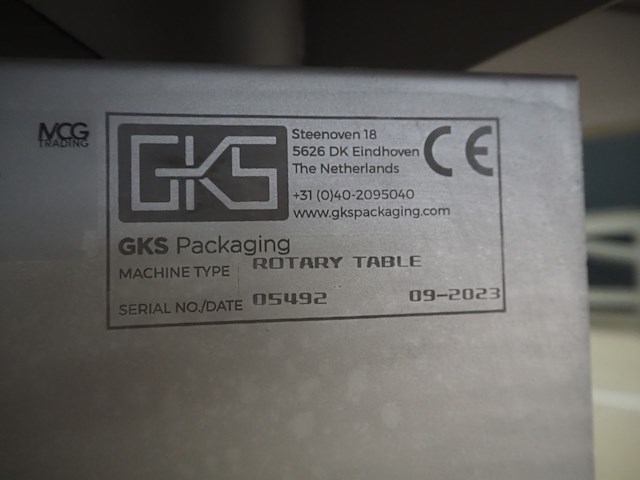 MCG
TRADING
GKS
Steenoven 18
5626 DK Eindhoven
The Netherlands
+31 (0)40-2095040
www.gkspackaging.com
CE
GKS Packaging
MACHINE TYPE ROTARY TABLE
SERIAL NO./DATE 05492 09-2023